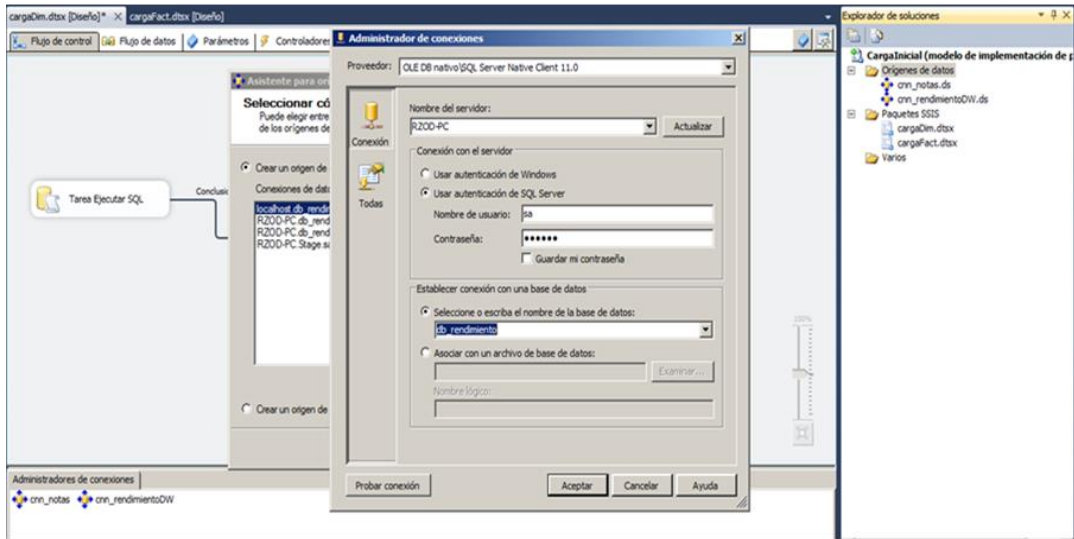 cargaDim.dtsx [Diseño]* X cargaFact.dtsx [Diseño]
Flujo de control Flujo de datos Parámetros Controladores
Tarea Ejecutar SQL
Asistente para
Seleccionar
Puede elegir entre
de los orígenes de
Crear un origen de
Conexiones de
localhost
RZOD-PC
RZOD-PC
RZOD-PC.Stage
Crear un origen de
Administrador de conexiones
Proveedor: OLE DB nativo\SQL Server Native Client 11.0
Conexión
Todas
Nombre del servidor:
RZOD-PC Actualizar
Conexión con el servidor
Usar autenticación de Windows
Usar autenticación de SQL Server
Nombre de usuario: sa
Contraseña: ••••••
Guardar mi contraseña
Establecer conexión con una base de datos
Seleccione o escriba el nombre de la base de datos:
db_rendimiento
Asociar con un archivo de base de datos:
Examinar...
Nombre lógico:
Probar conexión Aceptar Cancelar Ayuda
100%
Administradores de conexiones
cnn_notas cnn_rendimientoDW
Explorador de soluciones
CargaInicial (modelo de implementación de
Orígenes de datos
cnn_notas.ds
cnn_rendimientoDW.ds
Paquetes SSIS
cargaDim.dtsx
cargaFact.dtsx
Varios